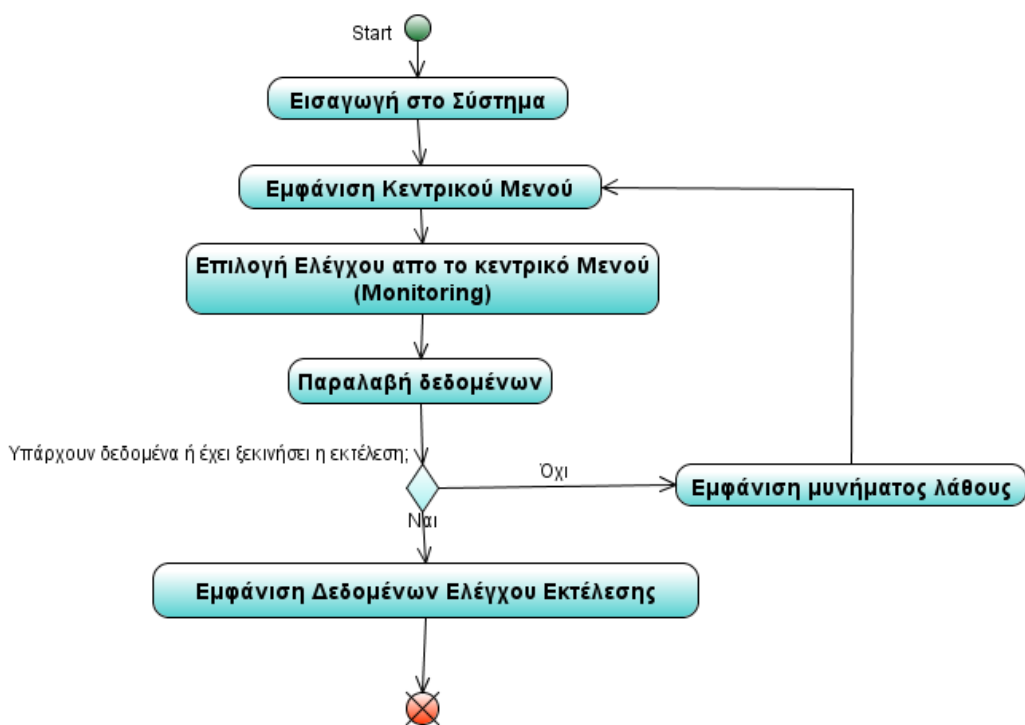 Start
Εισαγωγή στο Σύστημα
Εμφάνιση Κεντρικού Μενού
Επιλογή Ελέγχου απο το κεντρικό Μενού
(Monitoring)
Παραλαβή δεδομένων
Υπάρχουν δεδομένα ή έχει ξεκινήσει η εκτέλεση;
Όχι
Εμφάνιση μυνήματος λάθους
Ναι
Εμφάνιση Δεδομένων Ελέγχου Εκτέλεσης